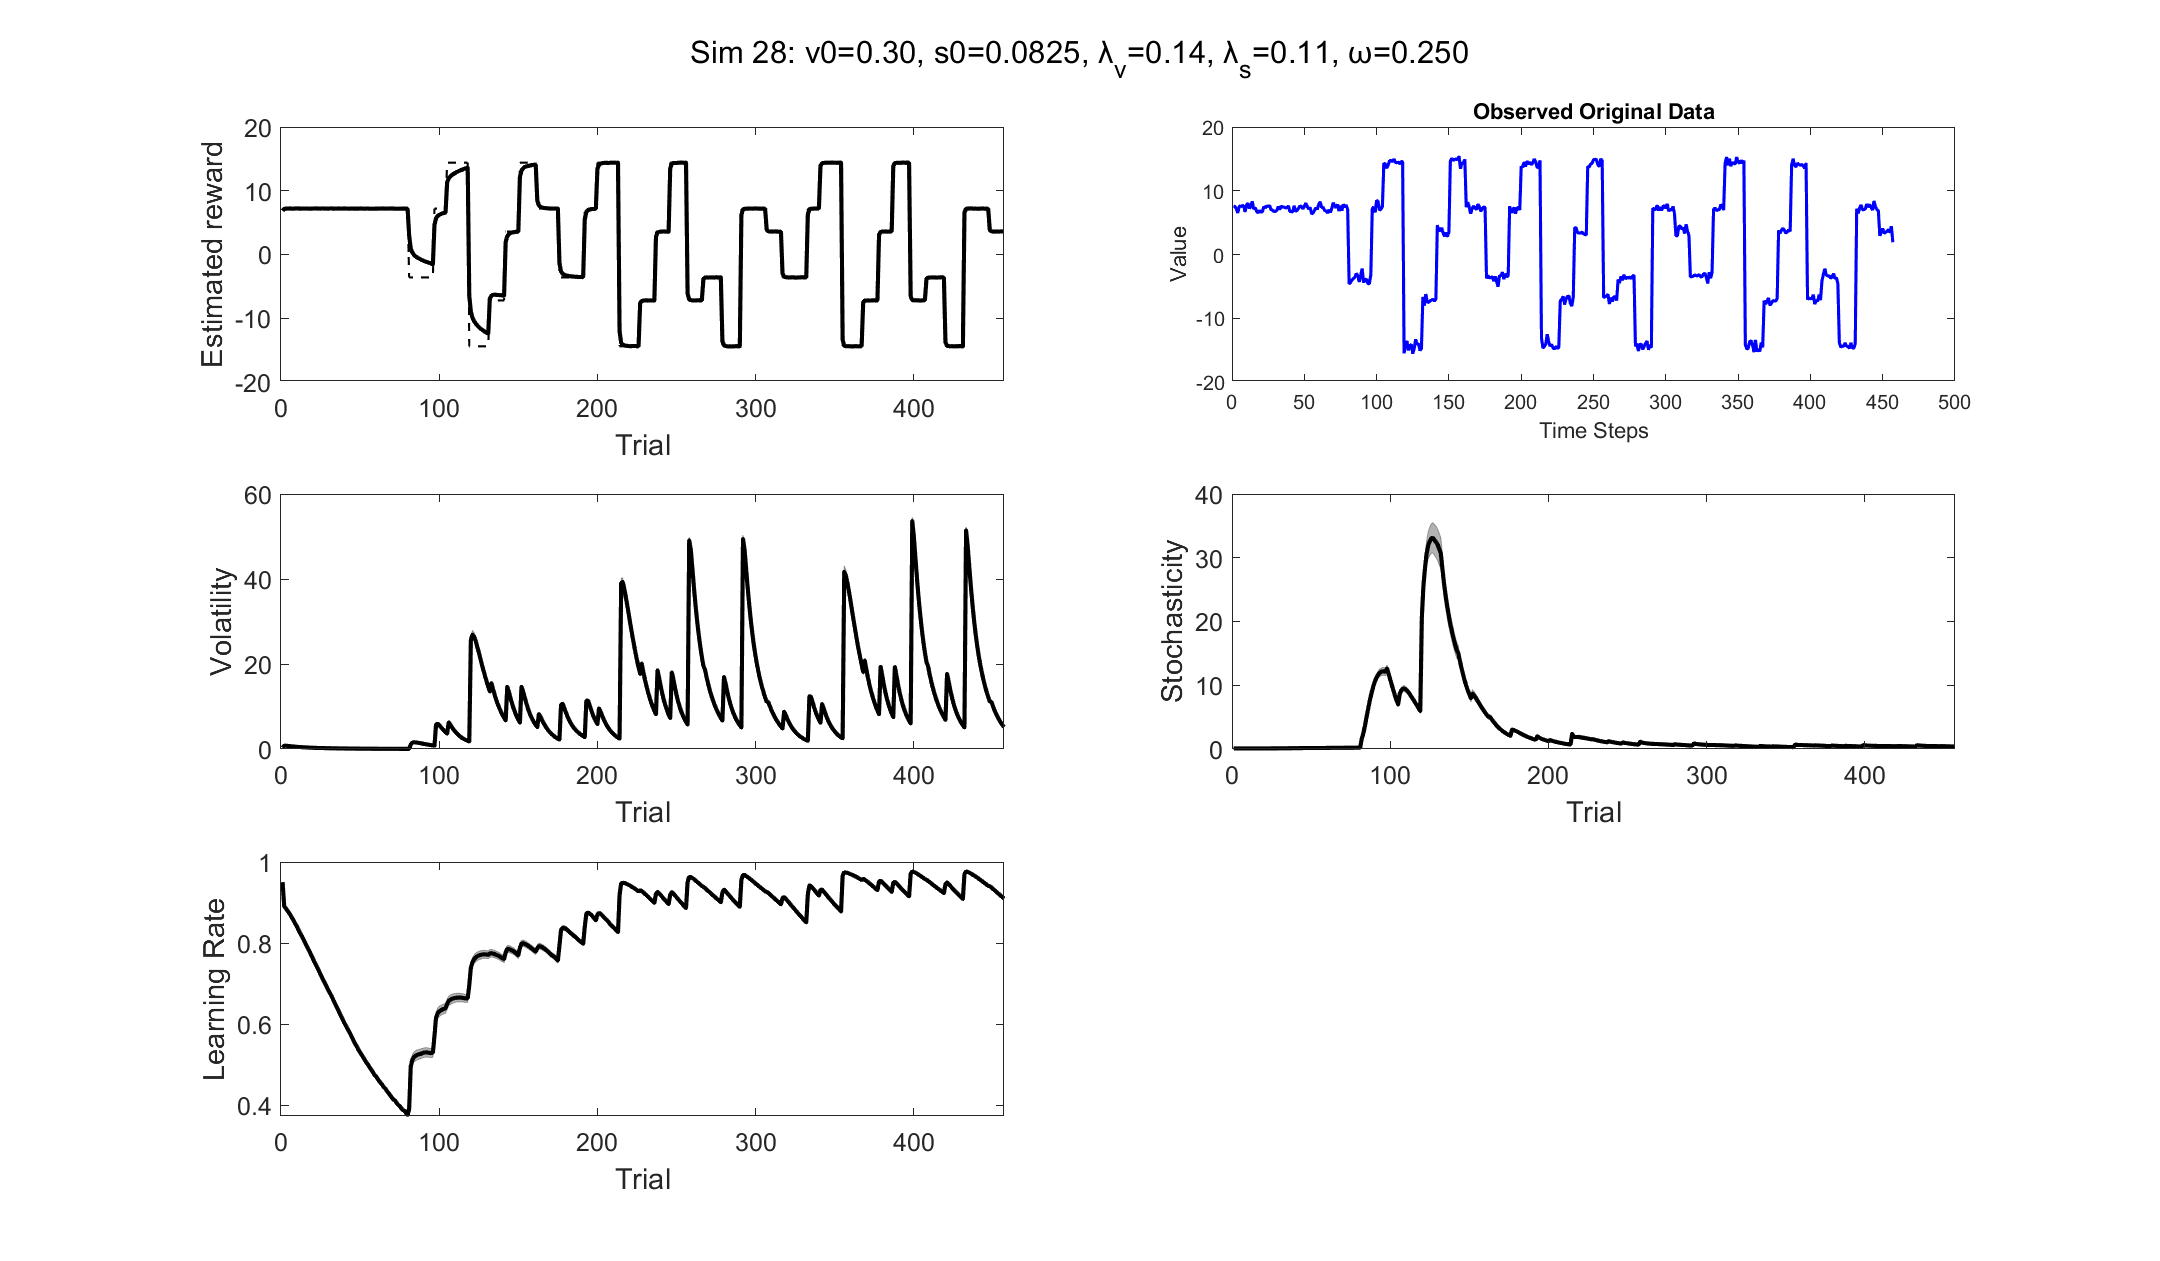 Sim 28: v0=0.30, s0=0.0825, λ_v=0.14, λ_s=0.11, ω=0.250
Estimated reward
20
10
0
-10
-20
0 100 200 300 400
Trial
Observed Original Data
Value
20
10
0
-10
-20
0 50 100 150 200 250 300 350 400 450 500
Time Steps
Volatility
60
40
20
0
0 100 200 300 400
Trial
Stochasticity
40
30
20
10
0
0 100 200 300 400
Trial
Learning Rate
1
0.8
0.6
0.4
0 100 200 300 400
Trial